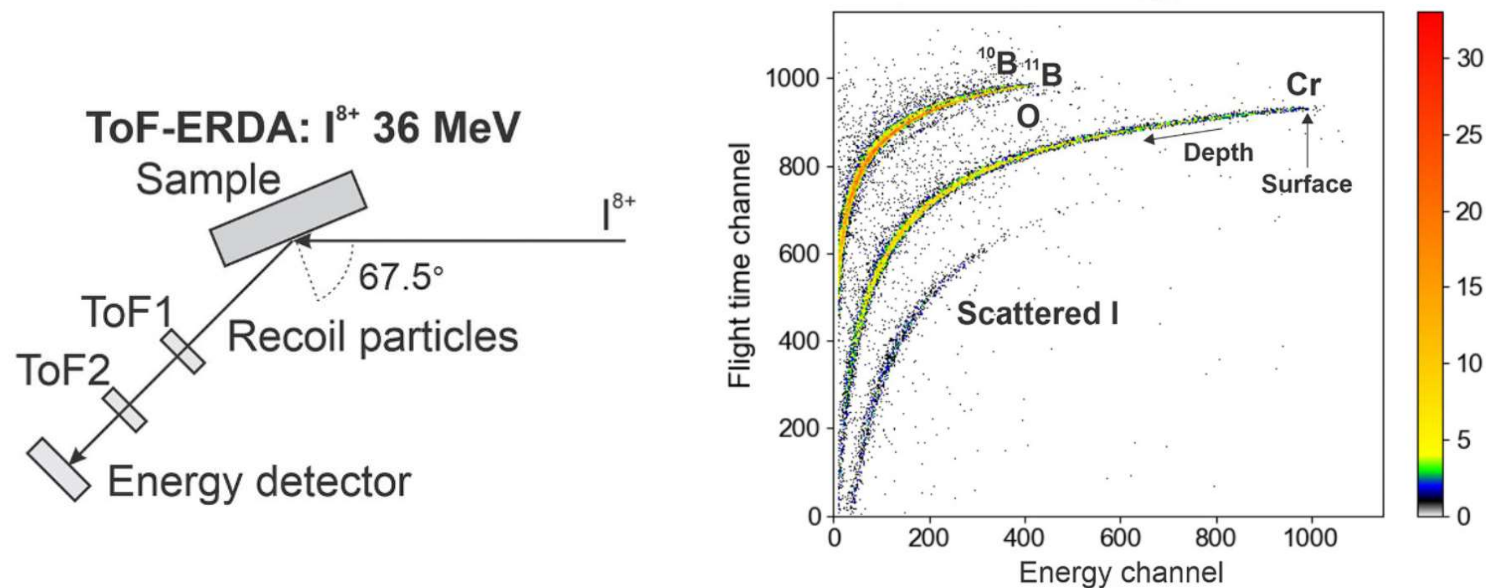 ToF-ERDA: I⁸⁺ 36 MeV
Sample
I⁸⁺
67.5°
ToF1
Recoil particles
ToF2
Energy detector
Flight time channel
1000
800
600
400
200
0
¹⁰B ¹¹B
O
Cr
Depth
Surface
Scattered I
0 200 400 600 800 1000
Energy channel
30
25
20
15
10
5
0